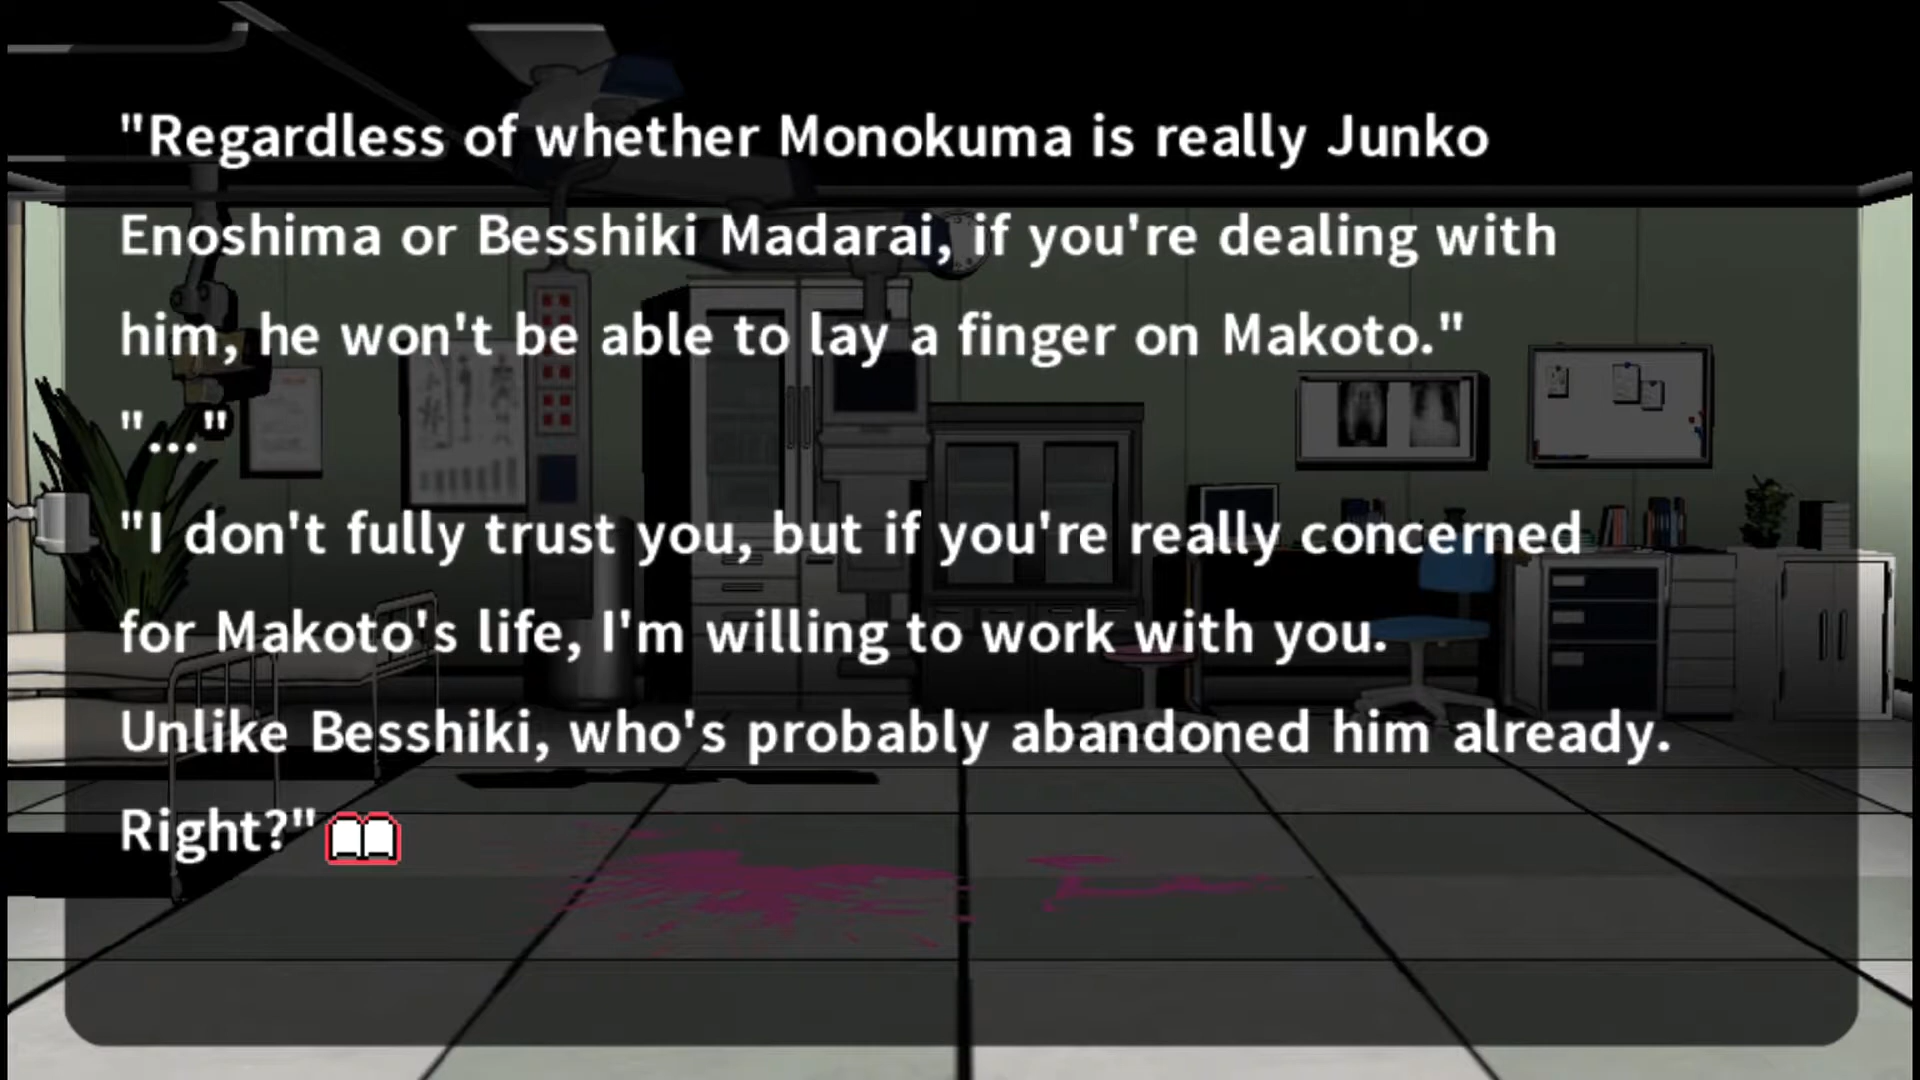 "Regardless of whether Monokuma is really Junko
Enoshima or Besshiki Madarai, if you're dealing with
him, he won't be able to lay a finger on Makoto."
"..."
"I don't fully trust you, but if you're really concerned
for Makoto's life, I'm willing to work with you.
Unlike Besshiki, who's probably abandoned him already.
Right?"